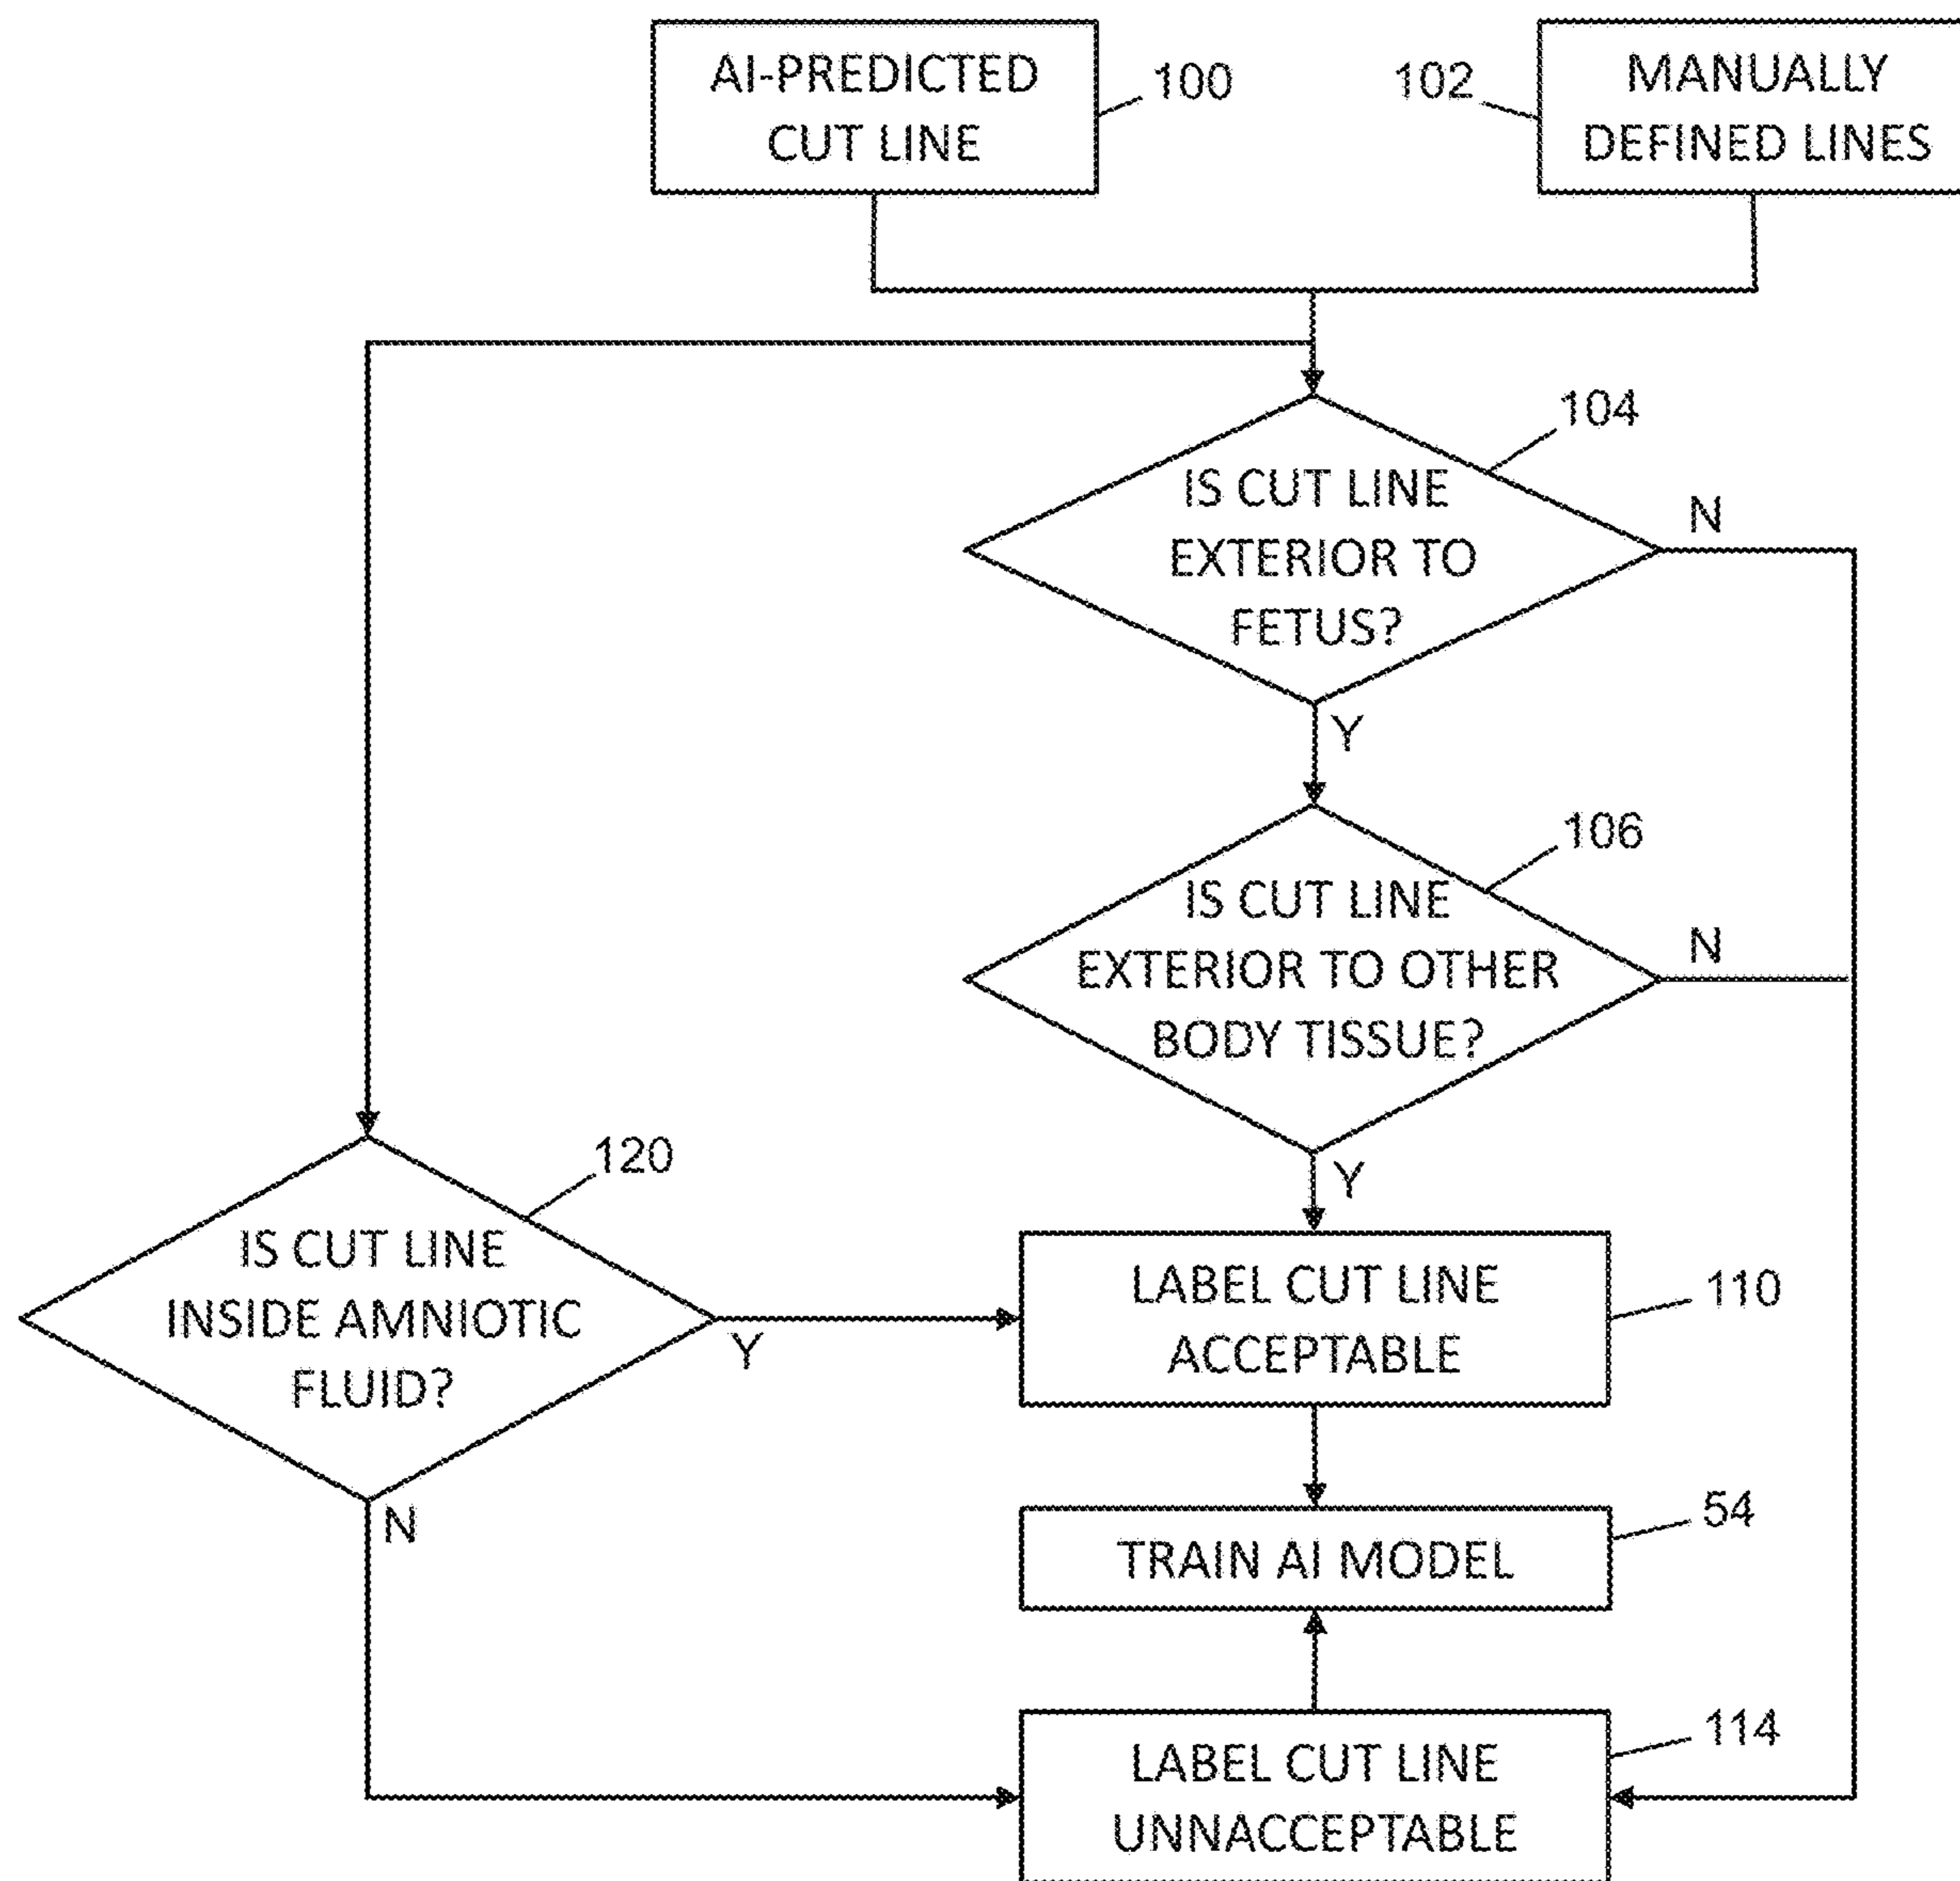 AI-PREDICTED
CUT LINE
100
102
MANUALLY
DEFINED LINES
104
IS CUT LINE
EXTERIOR TO
FETUS?
N
Y
106
IS CUT LINE
EXTERIOR TO OTHER
BODY TISSUE?
N
Y
120
IS CUT LINE
INSIDE AMNIOTIC
FLUID?
Y
N
LABEL CUT LINE
ACCEPTABLE
110
TRAIN AI MODEL
54
LABEL CUT LINE
UNNACCEPTABLE
114